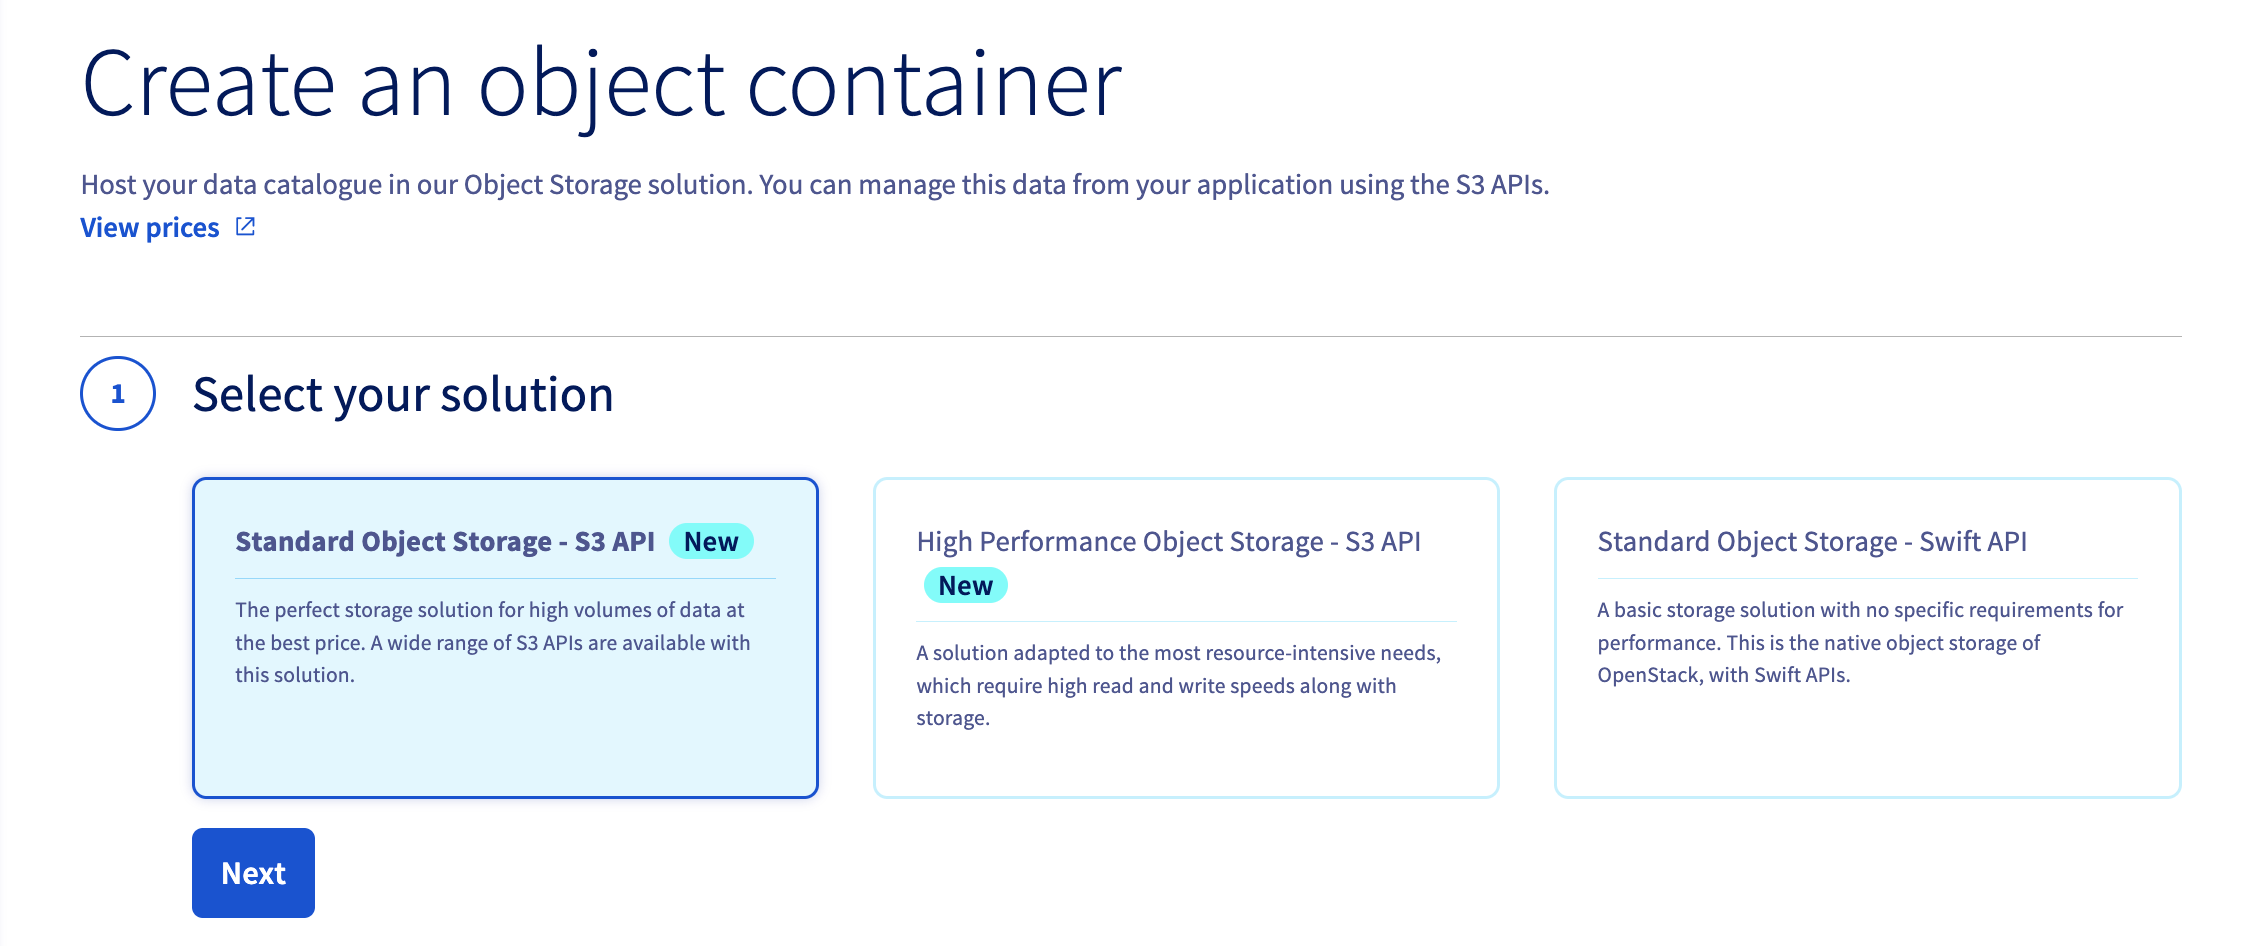 Create an object container
Host your data catalogue in our Object Storage solution. You can manage this data from your application using the S3 APIs.
View prices
1
Select your solution
Standard Object Storage - S3 API New
The perfect storage solution for high volumes of data at
the best price. A wide range of S3 APIs are available with
this solution.
High Performance Object Storage - S3 API
New
A solution adapted to the most resource-intensive needs,
which require high read and write speeds along with
storage.
Standard Object Storage - Swift API
A basic storage solution with no specific requirements for
performance. This is the native object storage of
OpenStack, with Swift APIs.
Next